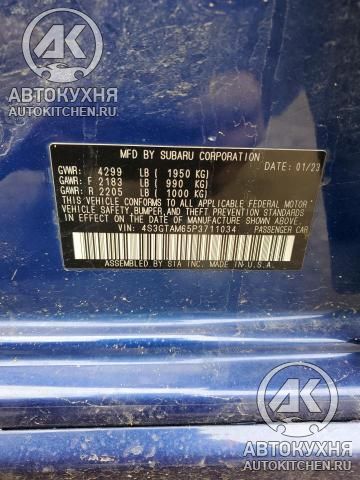 АК
АВТОКУХНЯ
AUTOKITCHEN.RU
MFD BY SUBARU CORPORATION
DATE: 01/23
GVWR: 4299 LB ( 1950 KG)
GAWR: F 2183 LB ( 990 KG)
GAWR: R 2205 LB ( 1000 KG)
THIS VEHICLE CONFORMS TO ALL APPLICABLE FEDERAL MOTOR
VEHICLE SAFETY, BUMPER, AND THEFT PREVENTION STANDARDS
IN EFFECT ON THE DATE OF MANUFACTURE SHOWN ABOVE.
VIN: 4S3GTAM65P3711034 PASSENGER CAR
ASSEMBLED BY SIA INC. MADE IN U.S.A.
АК
АВТОКУХНЯ
AUTOKITCHEN.RU